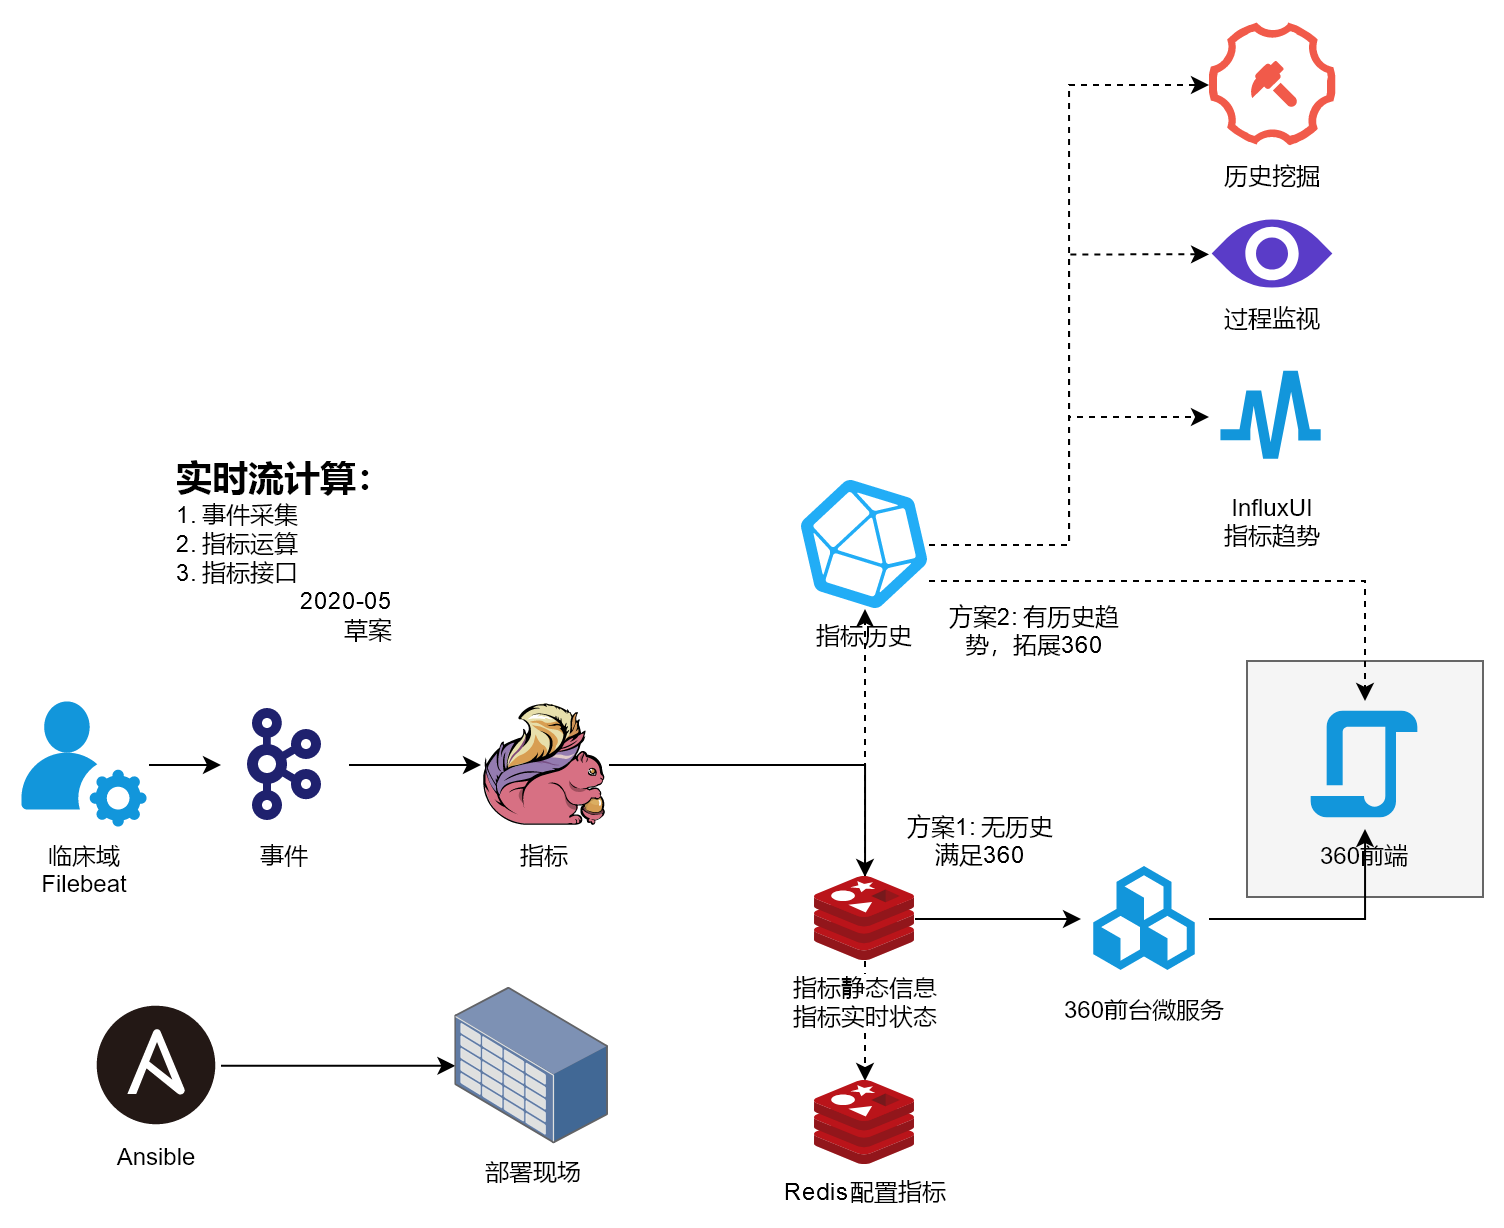 历史挖掘
过程监视
InfluxUI
指标趋势
实时流计算：
1. 事件采集
2. 指标运算
3. 指标接口
2020-05
草案
指标历史
方案2: 有历史趋
势，拓展360
临床域
Filebeat
事件
指标
方案1: 无历史
满足360
360前端
指标静态信息
指标实时状态
360前台微服务
Ansible
部署现场
Redis配置指标